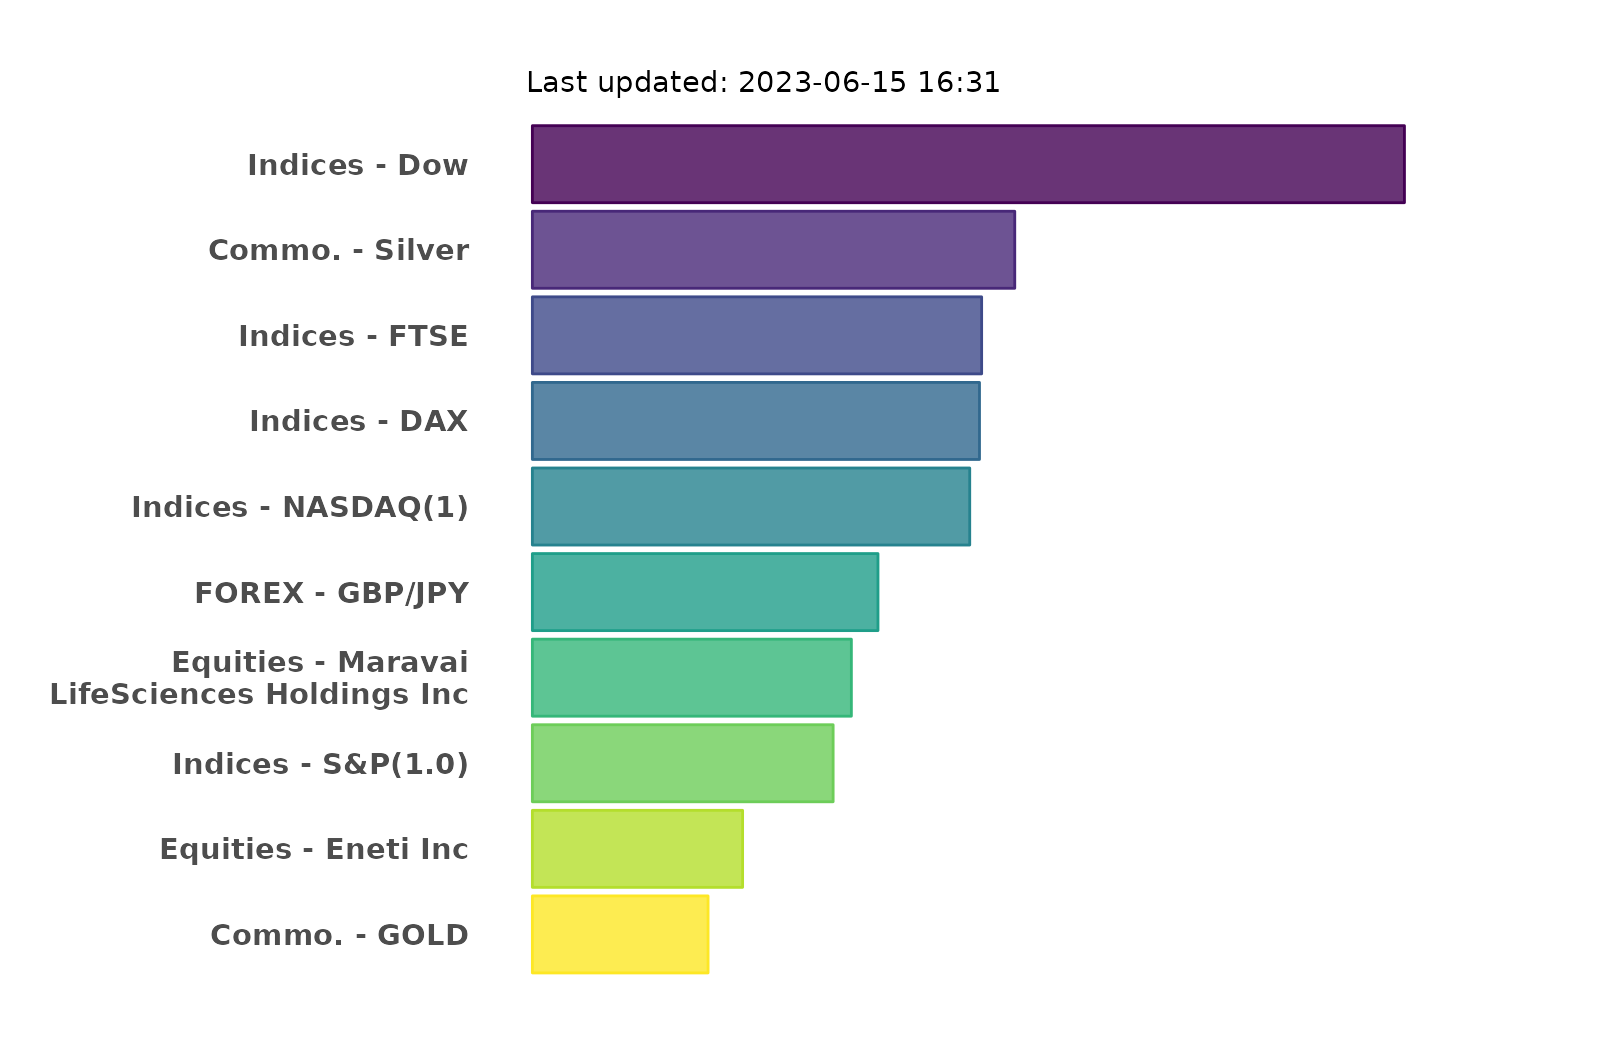 Last updated: 2023-06-15 16:31
Indices - Dow
Commo. - Silver
Indices - FTSE
Indices - DAX
Indices - NASDAQ(1)
FOREX - GBP/JPY
Equities - Maravai
LifeSciences Holdings Inc
Indices - S&P(1.0)
Equities - Eneti Inc
Commo. - GOLD